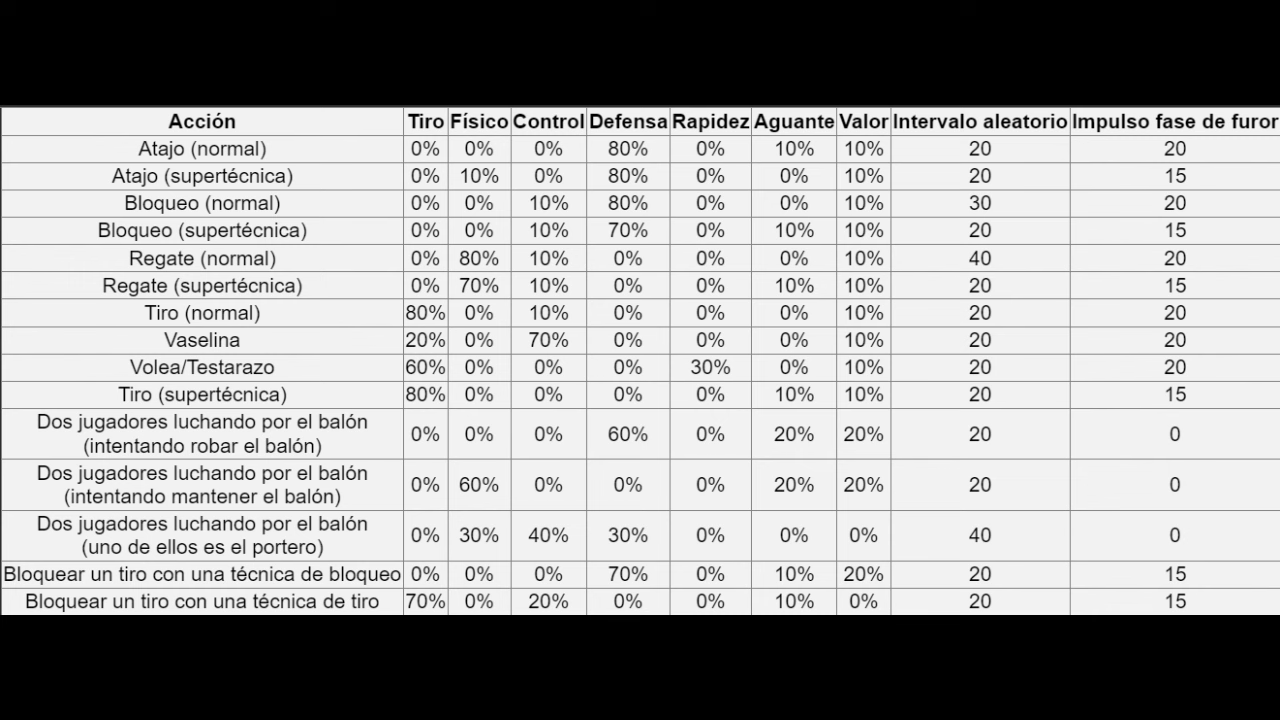 Acción Tiro Físico Control Defensa Rapidez Aguante Valor Intervalo aleatorio Impulso fase de furor
Atajo (normal) 0% 0% 0% 80% 0% 10% 10% 20 20
Atajo (supertécnica) 0% 10% 0% 80% 0% 0% 10% 20 15
Bloqueo (normal) 0% 0% 10% 80% 0% 0% 10% 30 20
Bloqueo (supertécnica) 0% 0% 10% 70% 0% 10% 10% 20 15
Regate (normal) 0% 80% 10% 0% 0% 0% 10% 40 20
Regate (supertécnica) 0% 70% 10% 0% 0% 10% 10% 20 15
Tiro (normal) 80% 0% 10% 0% 0% 0% 10% 20 20
Vaselina 20% 0% 70% 0% 0% 0% 10% 20 20
Volea/Testarazo 60% 0% 0% 0% 30% 0% 10% 20 20
Tiro (supertécnica) 80% 0% 0% 0% 0% 10% 10% 20 15
Dos jugadores luchando por el balón
(intentando robar el balón) 0% 0% 0% 60% 0% 20% 20% 20 0
Dos jugadores luchando por el balón
(intentando mantener el balón) 0% 60% 0% 0% 0% 20% 20% 20 0
Dos jugadores luchando por el balón
(uno de ellos es el portero) 0% 30% 40% 30% 0% 0% 0% 40 0
Bloquear un tiro con una técnica de bloqueo 0% 0% 0% 70% 0% 10% 20% 20 15
Bloquear un tiro con una técnica de tiro 70% 0% 20% 0% 0% 10% 0% 20 15